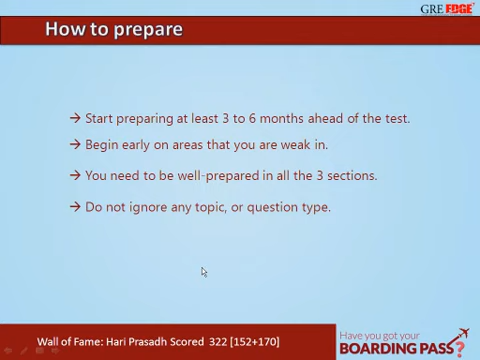 GRE EDGE
How to prepare
→ Start preparing at least 3 to 6 months ahead of the test.
→ Begin early on areas that you are weak in.
→ You need to be well-prepared in all the 3 sections.
→ Do not ignore any topic, or question type.
Wall of Fame: Hari Prasadh Scored 322 [152+170]
Have you got your
BOARDING PASS?